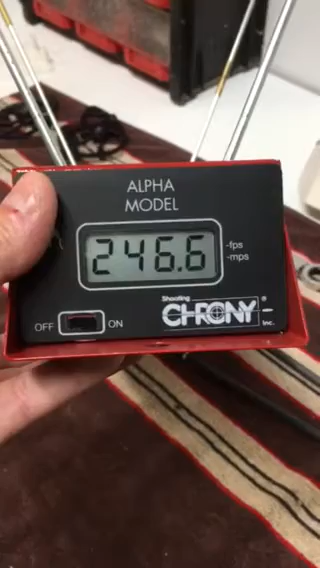 ALPHA
MODEL
246.6
-fps
-mps
OFF
ON
Shooting
CHRONY ®
Inc.